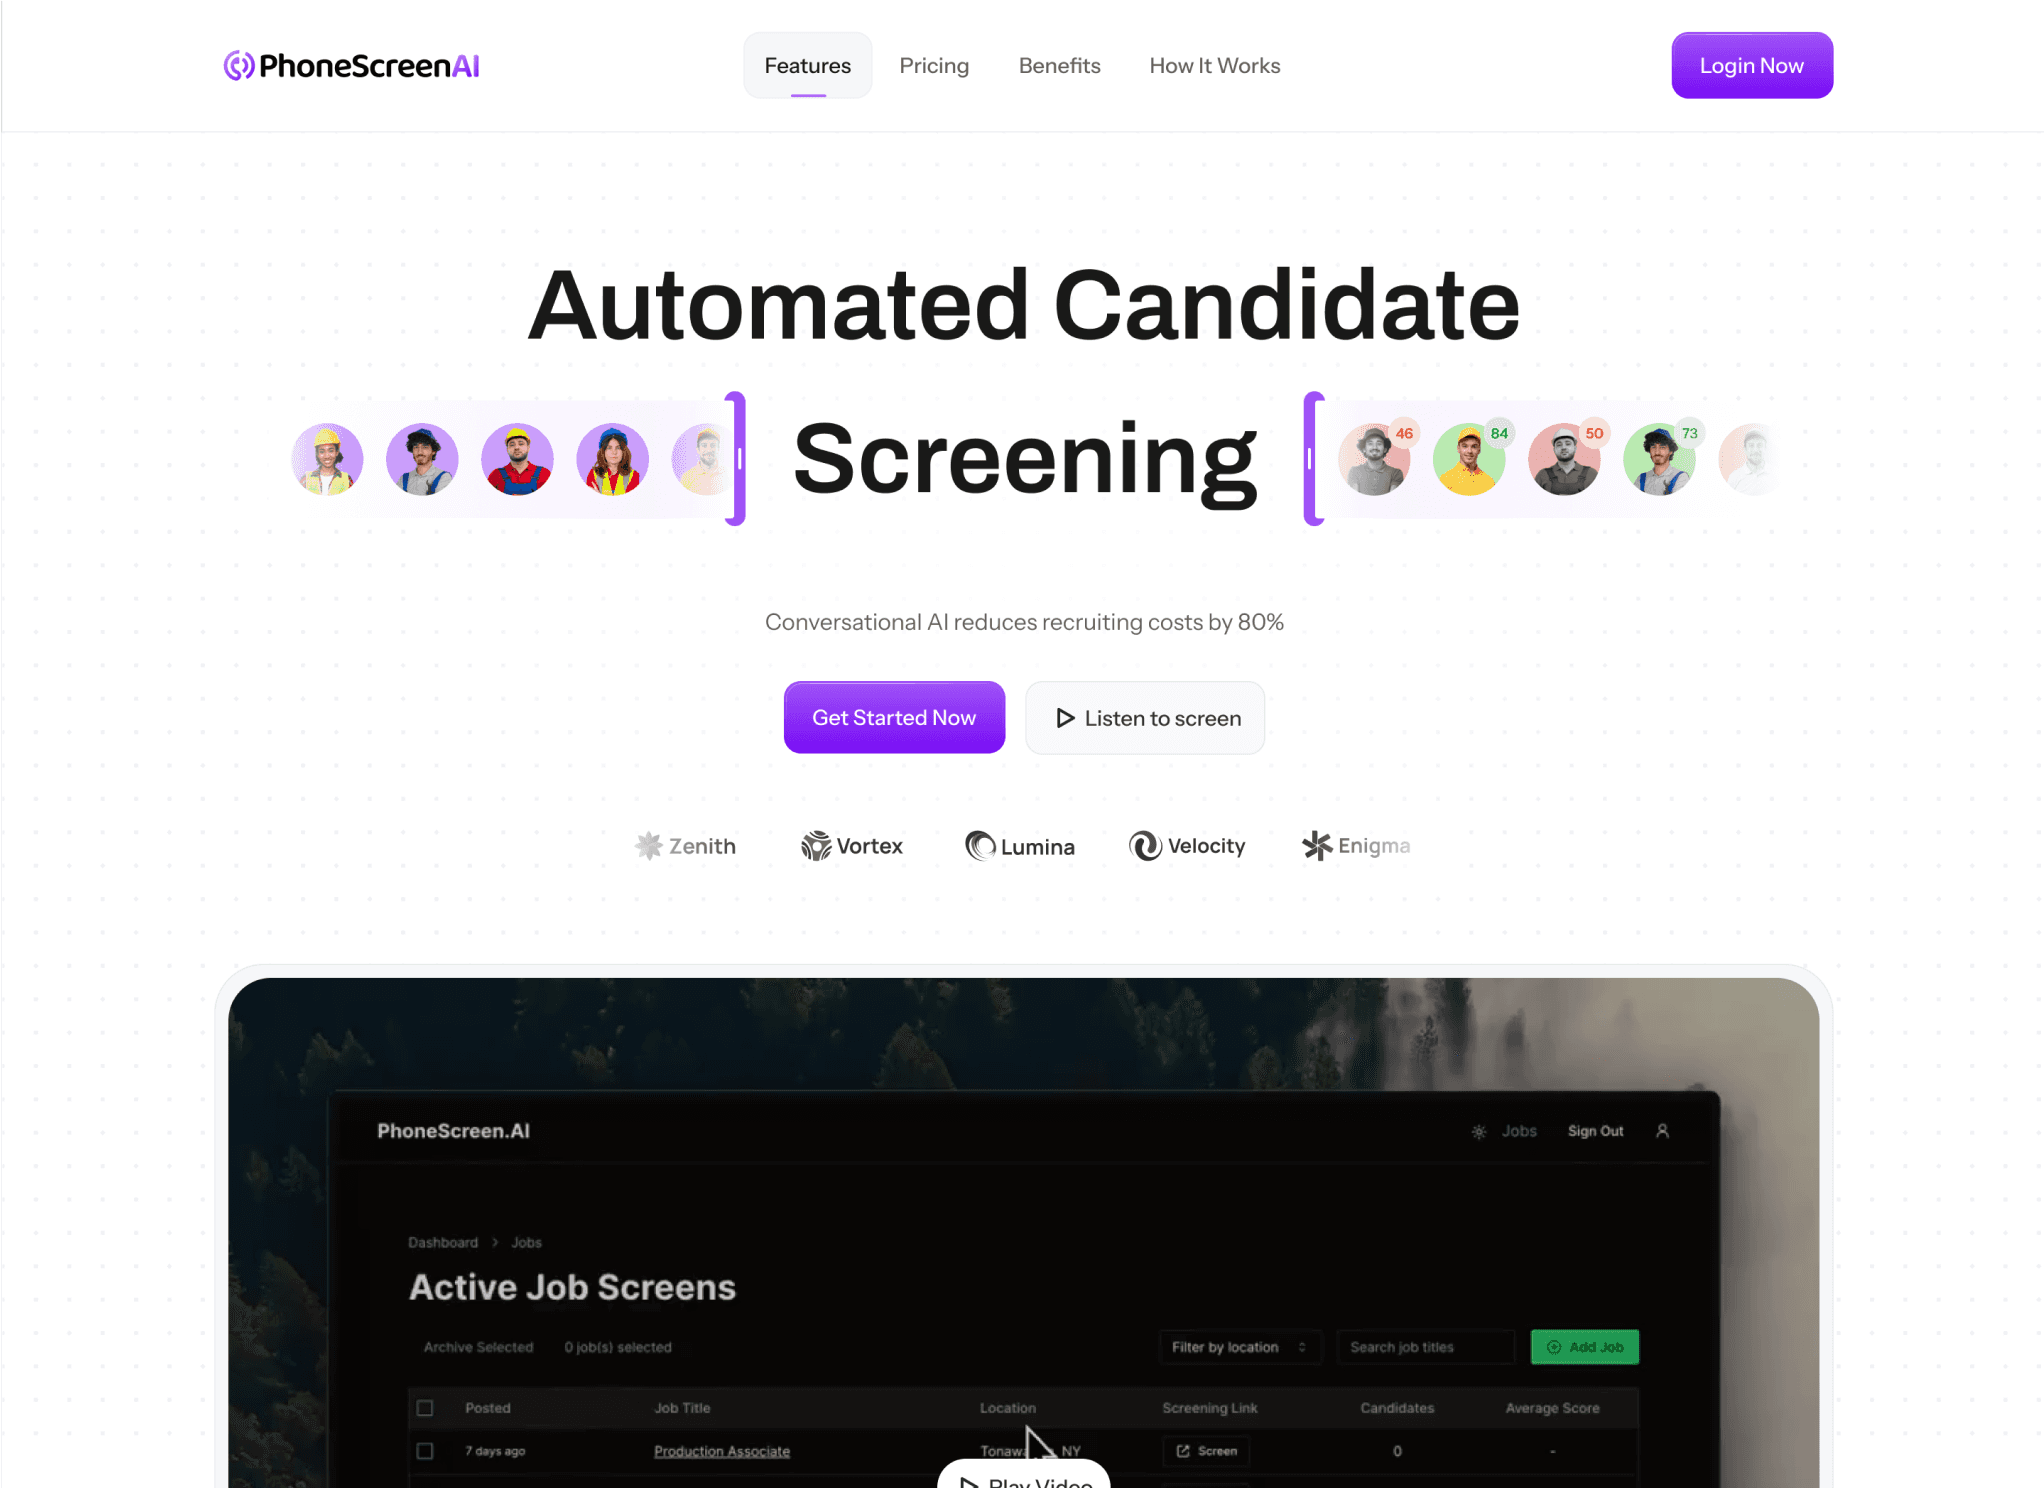 PhoneScreenAI
Features
Pricing
Benefits
How It Works
Login Now
Automated Candidate
Screening
46
84
50
73
Conversational AI reduces recruiting costs by 80%
Get Started Now
Listen to screen
Zenith
Vortex
Lumina
Velocity
Enigma
PhoneScreen.AI
Jobs
Sign Out
Dashboard > Jobs
Active Job Screens
Archive Selected
0 job(s) selected
Filter by location
Search job titles
Add Job
Posted
Job Title
Location
Screening Link
Candidates
Average Score
7 days ago
Production Associate
NY
Screen
0
-
Play Video